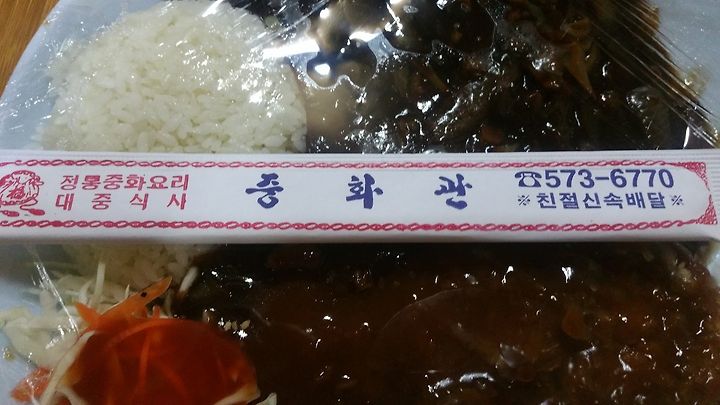 정통중화요리
대중식사
중화관
☎573-6770
※친절신속배달※